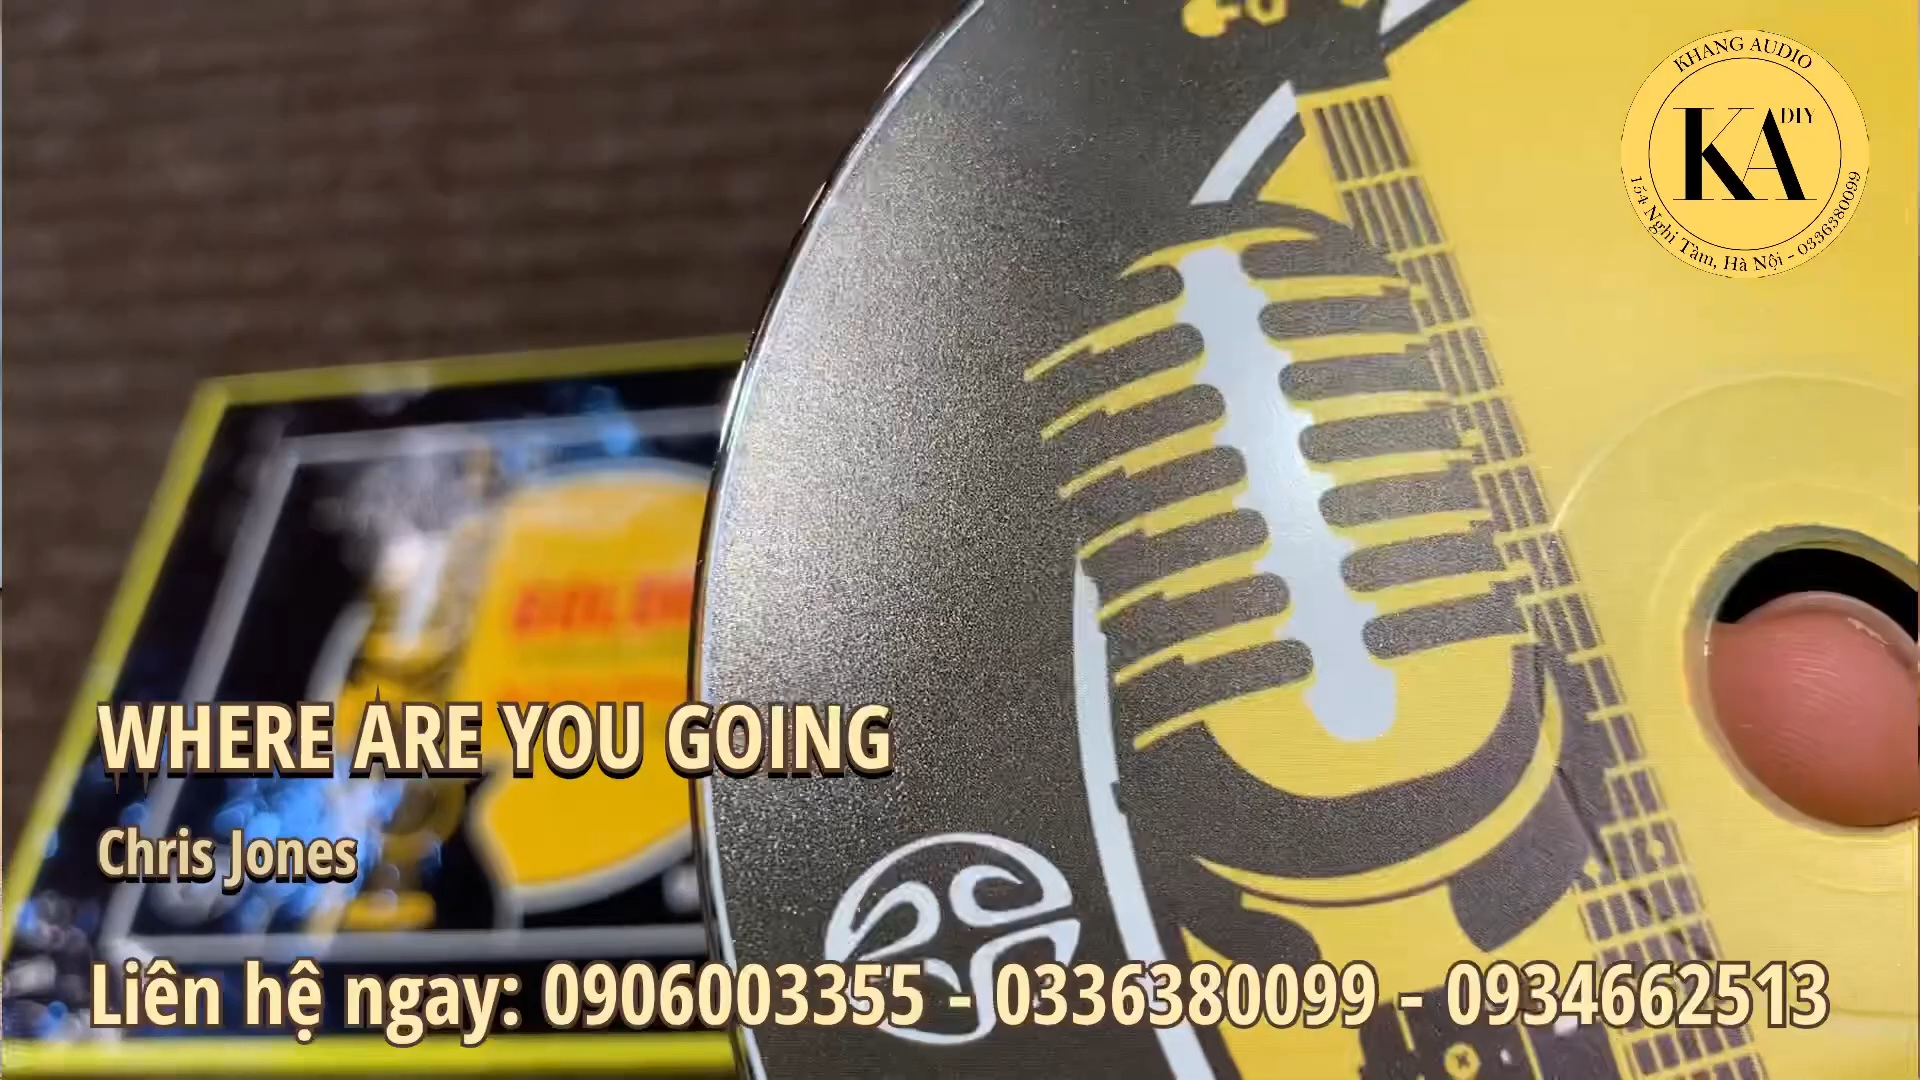 KHANG AUDIO
KA DIY
154 Nghi Tàm, Hà Nội - 0336380099
WHERE ARE YOU GOING
Chris Jones
Liên hệ ngay: 0906003355 - 0336380099 - 0934662513